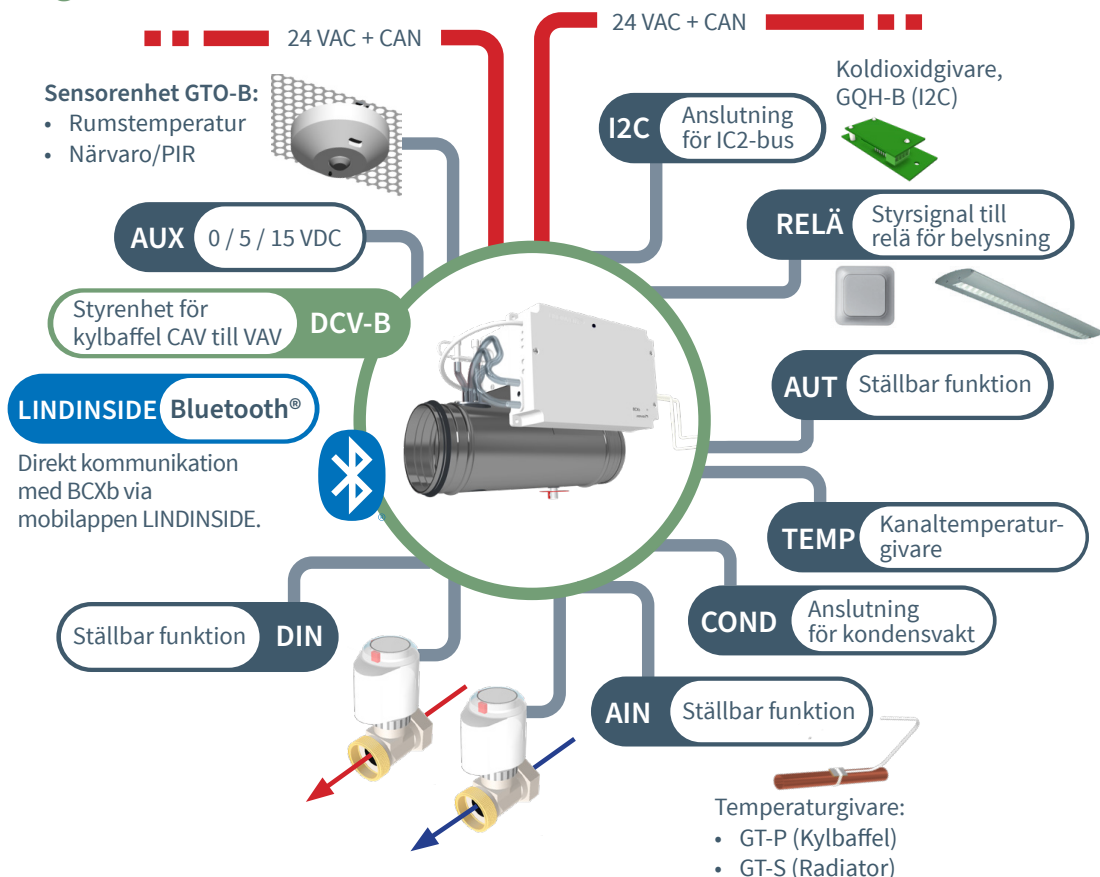 24 VAC + CAN
24 VAC + CAN
Sensorenhet GTO-B:
• Rumstemperatur
• Närvaro/PIR
Koldioxidgivare,
GQH-B (I2C)
I2C
Anslutning
för IC2-bus
AUX
0 / 5 / 15 VDC
RELÄ
Styrsignal till
relä för belysning
Styrenhet för
kylbaffel CAV till VAV
DCV-B
LINDINSIDE
Bluetooth®
Direkt kommunikation
med BCXb via
mobilappen LINDINSIDE.
®
AUT
Ställbar funktion
TEMP
Kanaltemperatur-
givare
COND
Anslutning
för kondensvakt
Ställbar funktion
DIN
AIN
Ställbar funktion
Temperaturgivare:
• GT-P (Kylbaffel)
• GT-S (Radiator)